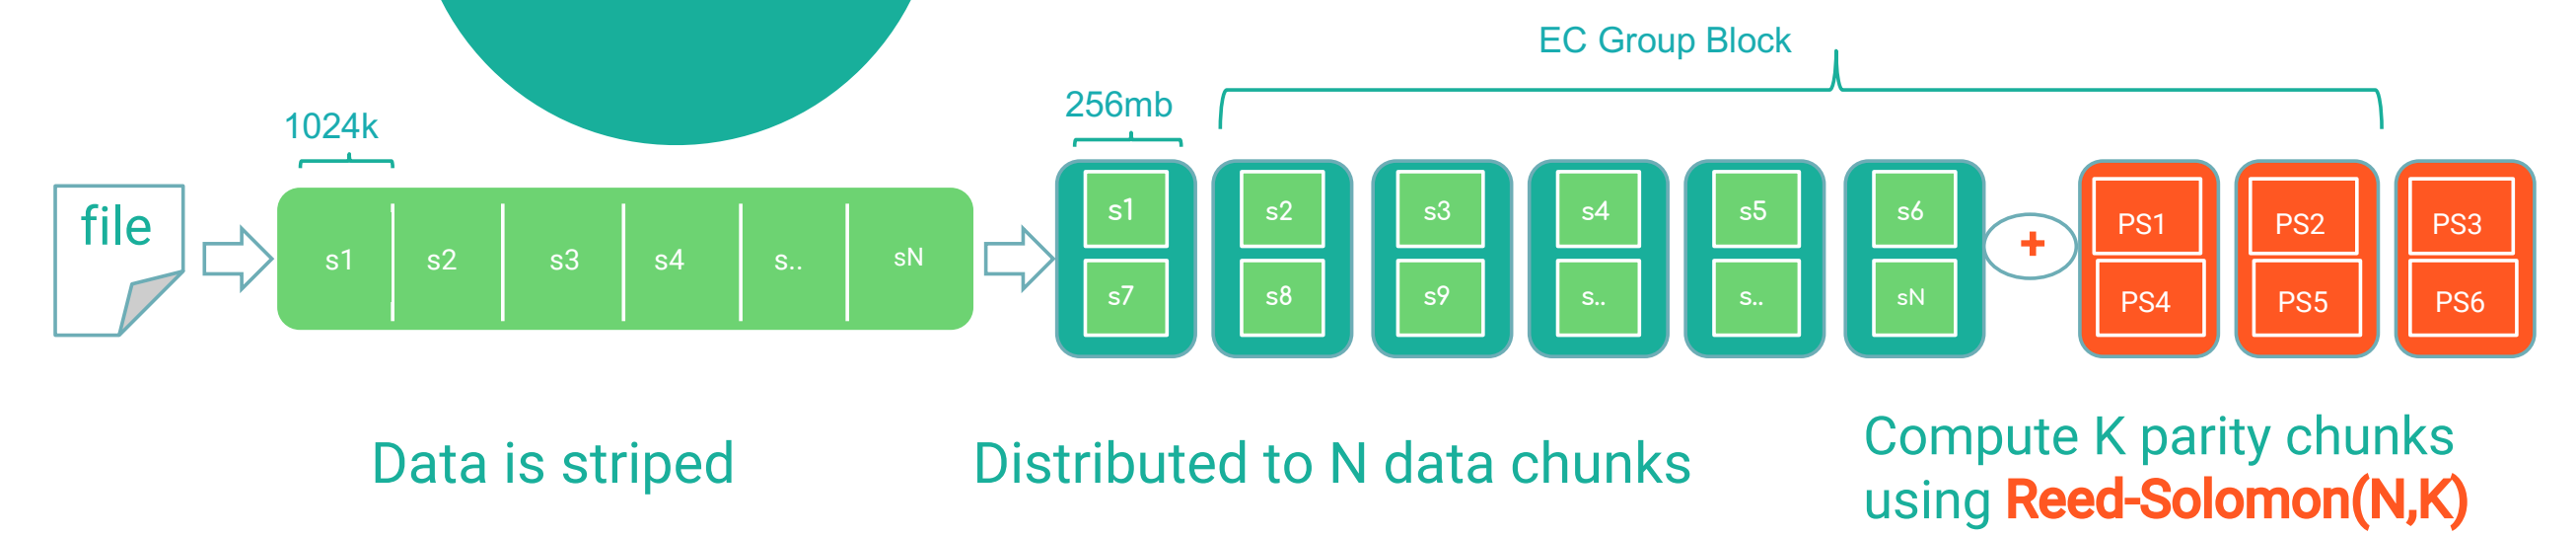 EC Group Block
1024k
256mb
file
s1 s2 s3 s4 s.. sN
s1 s2 s3 s4 s5 s6 + PS1 PS2 PS3
s7 s8 s9 s.. s.. sN PS4 PS5 PS6
Data is striped
Distributed to N data chunks
Compute K parity chunks
using Reed-Solomon(N,K)